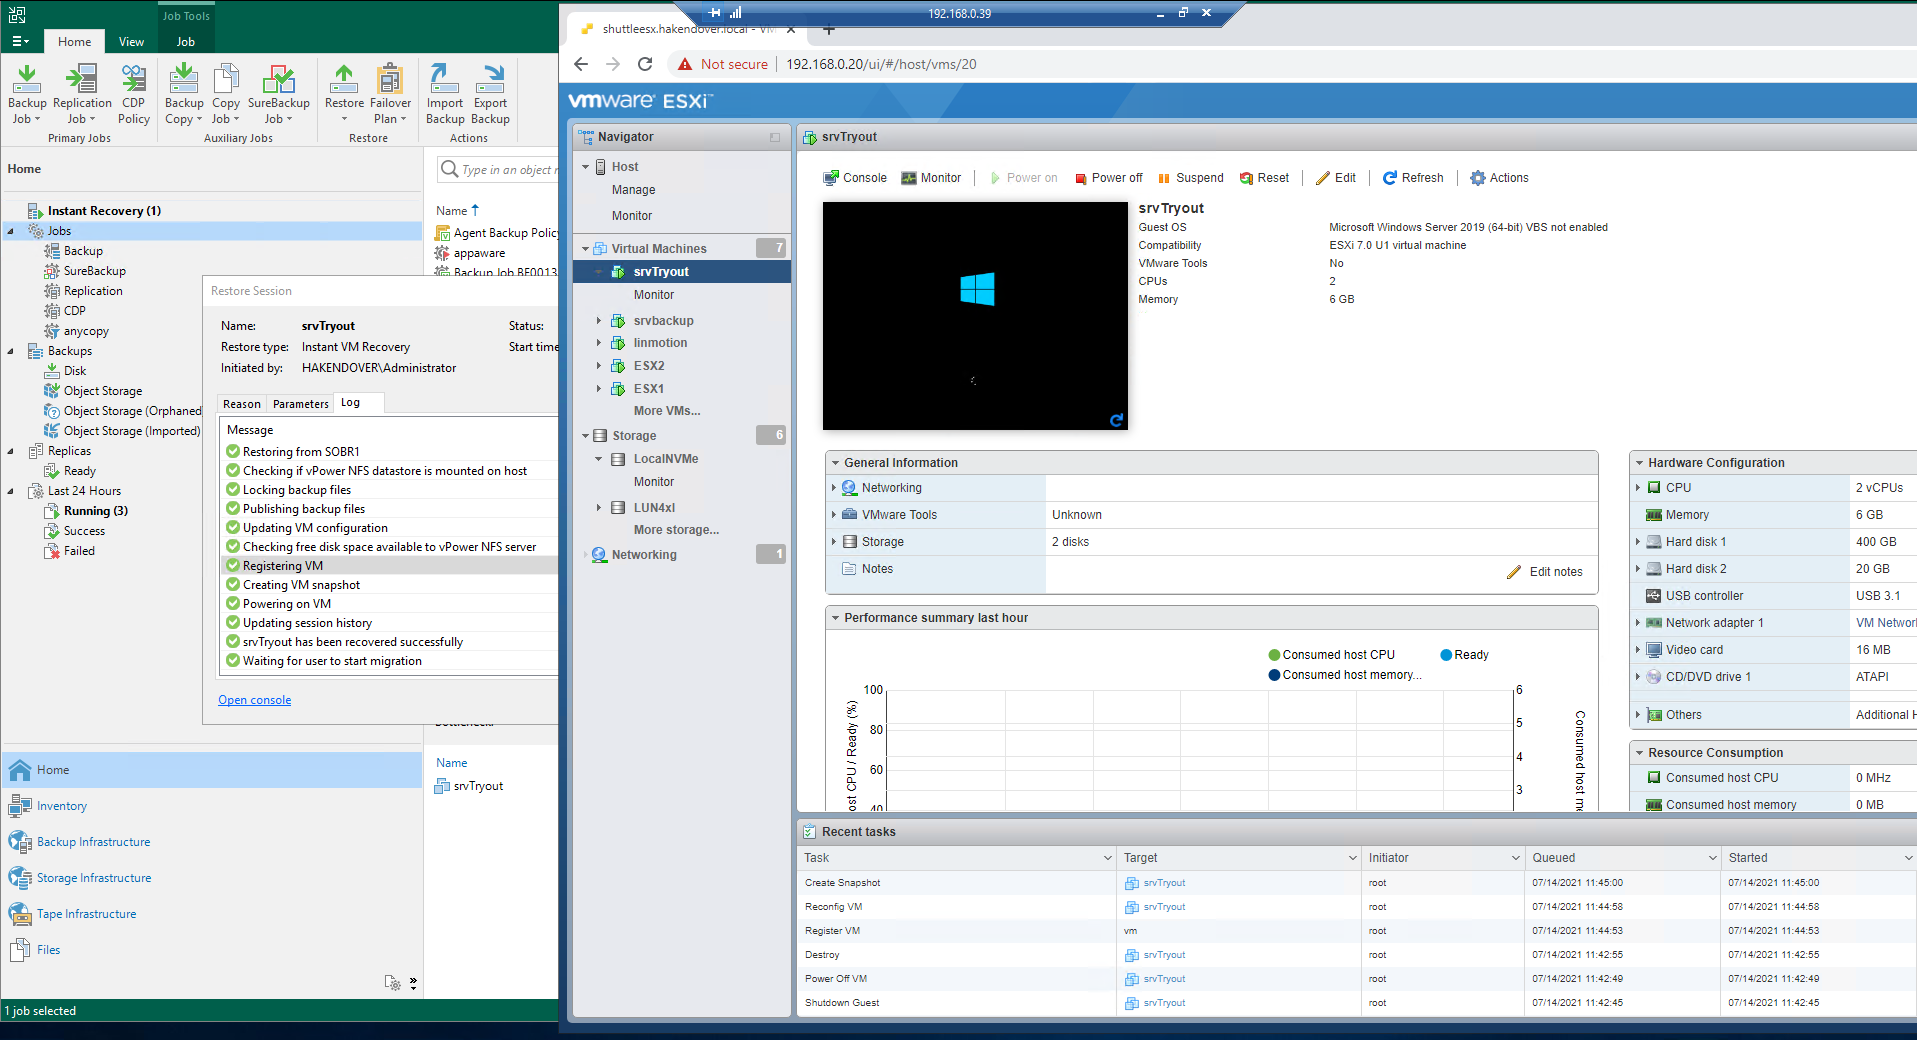 Job Tools
Home
View
Job
Backup Job
Replication Job
CDP Policy
Primary Jobs
Backup Copy
Copy Job
SureBackup Job
Auxiliary Jobs
Restore
Failover Plan
Restore
Import Backup
Export Backup
Actions
Home
Type in an object
Instant Recovery (1)
Jobs
Backup
SureBackup
Replication
CDP
anycopy
Backups
Disk
Object Storage
Object Storage (Orphaned
Object Storage (Imported)
Replicas
Ready
Last 24 Hours
Running (3)
Success
Failed
Name
Agent Backup Policy
appaware
Backup Job BE0013
Restore Session
Name: srvTryout Status:
Restore type: Instant VM Recovery Start time
Initiated by: HAKENDOVER\Administrator
Reason Parameters Log
Message
Restoring from SOBR1
Checking if vPower NFS datastore is mounted on host
Locking backup files
Publishing backup files
Updating VM configuration
Checking free disk space available to vPower NFS server
Registering VM
Creating VM snapshot
Powering on VM
Updating session history
srvTryout has been recovered successfully
Waiting for user to start migration
Open console
Name
srvTryout
Home
Inventory
Backup Infrastructure
Storage Infrastructure
Tape Infrastructure
Files
1 job selected
192.168.0.39
shuttleesx.hakendover.local - VM
Not secure 192.168.0.20/ui/#/host/vms/20
vmware ESXi™
Navigator
Host
Manage
Monitor
Virtual Machines 7
srvTryout
Monitor
srvbackup
linmotion
ESX2
ESX1
More VMs...
Storage 6
LocalNVMe
Monitor
LUN4xl
More storage...
Networking 1
srvTryout
Console Monitor Power on Power off Suspend Reset Edit Refresh Actions
srvTryout
Guest OS Microsoft Windows Server 2019 (64-bit) VBS not enabled
Compatibility ESXi 7.0 U1 virtual machine
VMware Tools No
CPUs 2
Memory 6 GB
General Information
Networking
VMware Tools Unknown
Storage 2 disks
Notes Edit notes
Performance summary last hour
Consumed host CPU Ready
Consumed host memory...
100
80
60
40
6
5
4
3
ost CPU / Ready (%)
Consumed host me
Hardware Configuration
CPU 2 vCPUs
Memory 6 GB
Hard disk 1 400 GB
Hard disk 2 20 GB
USB controller USB 3.1
Network adapter 1 VM Networ
Video card 16 MB
CD/DVD drive 1 ATAPI
Others Additional H
Resource Consumption
Consumed host CPU 0 MHz
Consumed host memory 0 MB
Recent tasks
Task Target Initiator Queued Started
Create Snapshot srvTryout root 07/14/2021 11:45:00 07/14/2021 11:45:00
Reconfig VM srvTryout root 07/14/2021 11:44:58 07/14/2021 11:44:58
Register VM vm root 07/14/2021 11:44:53 07/14/2021 11:44:53
Destroy srvTryout root 07/14/2021 11:42:55 07/14/2021 11:42:55
Power Off VM srvTryout root 07/14/2021 11:42:49 07/14/2021 11:42:49
Shutdown Guest srvTryout root 07/14/2021 11:42:45 07/14/2021 11:42:45